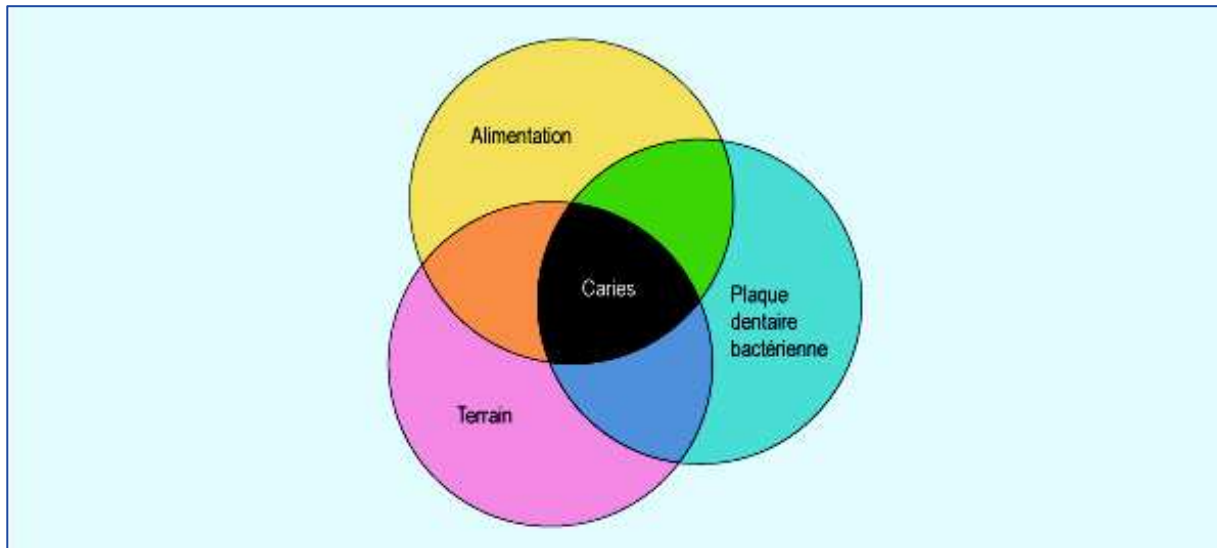 Alimentation
Caries
Plaque
dentaire
bactérienne
Terrain